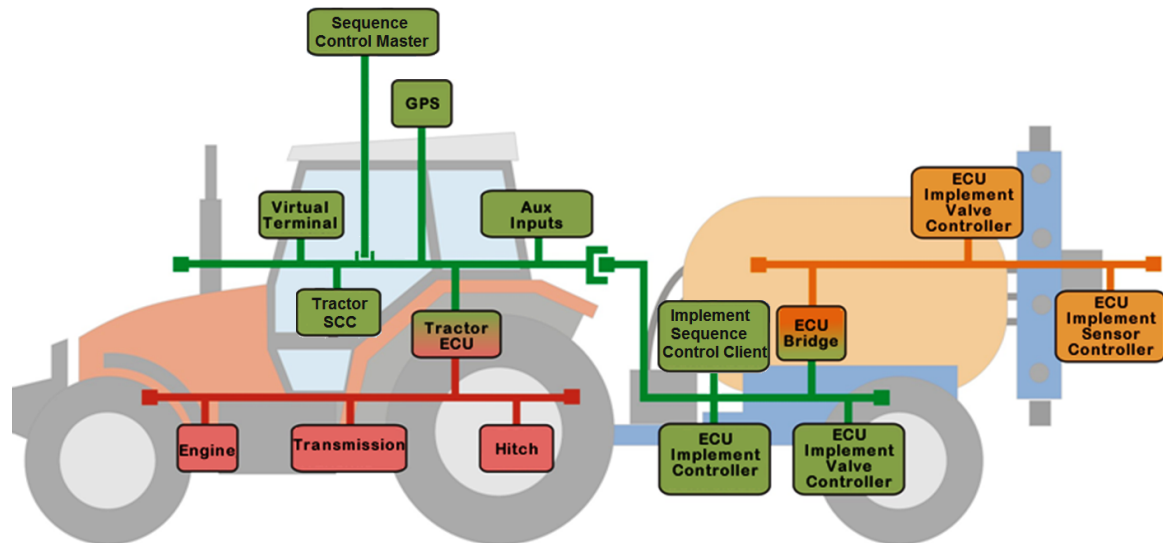 Sequence
Control Master
GPS
Virtual
Terminal
Aux
Inputs
ECU
Implement
Valve
Controller
Tractor
SCC
Tractor
ECU
Implement
Sequence
Control Client
ECU
Bridge
ECU
Implement
Sensor
Controller
Engine
Transmission
Hitch
ECU
Implement
Controller
ECU
Implement
Valve
Controller